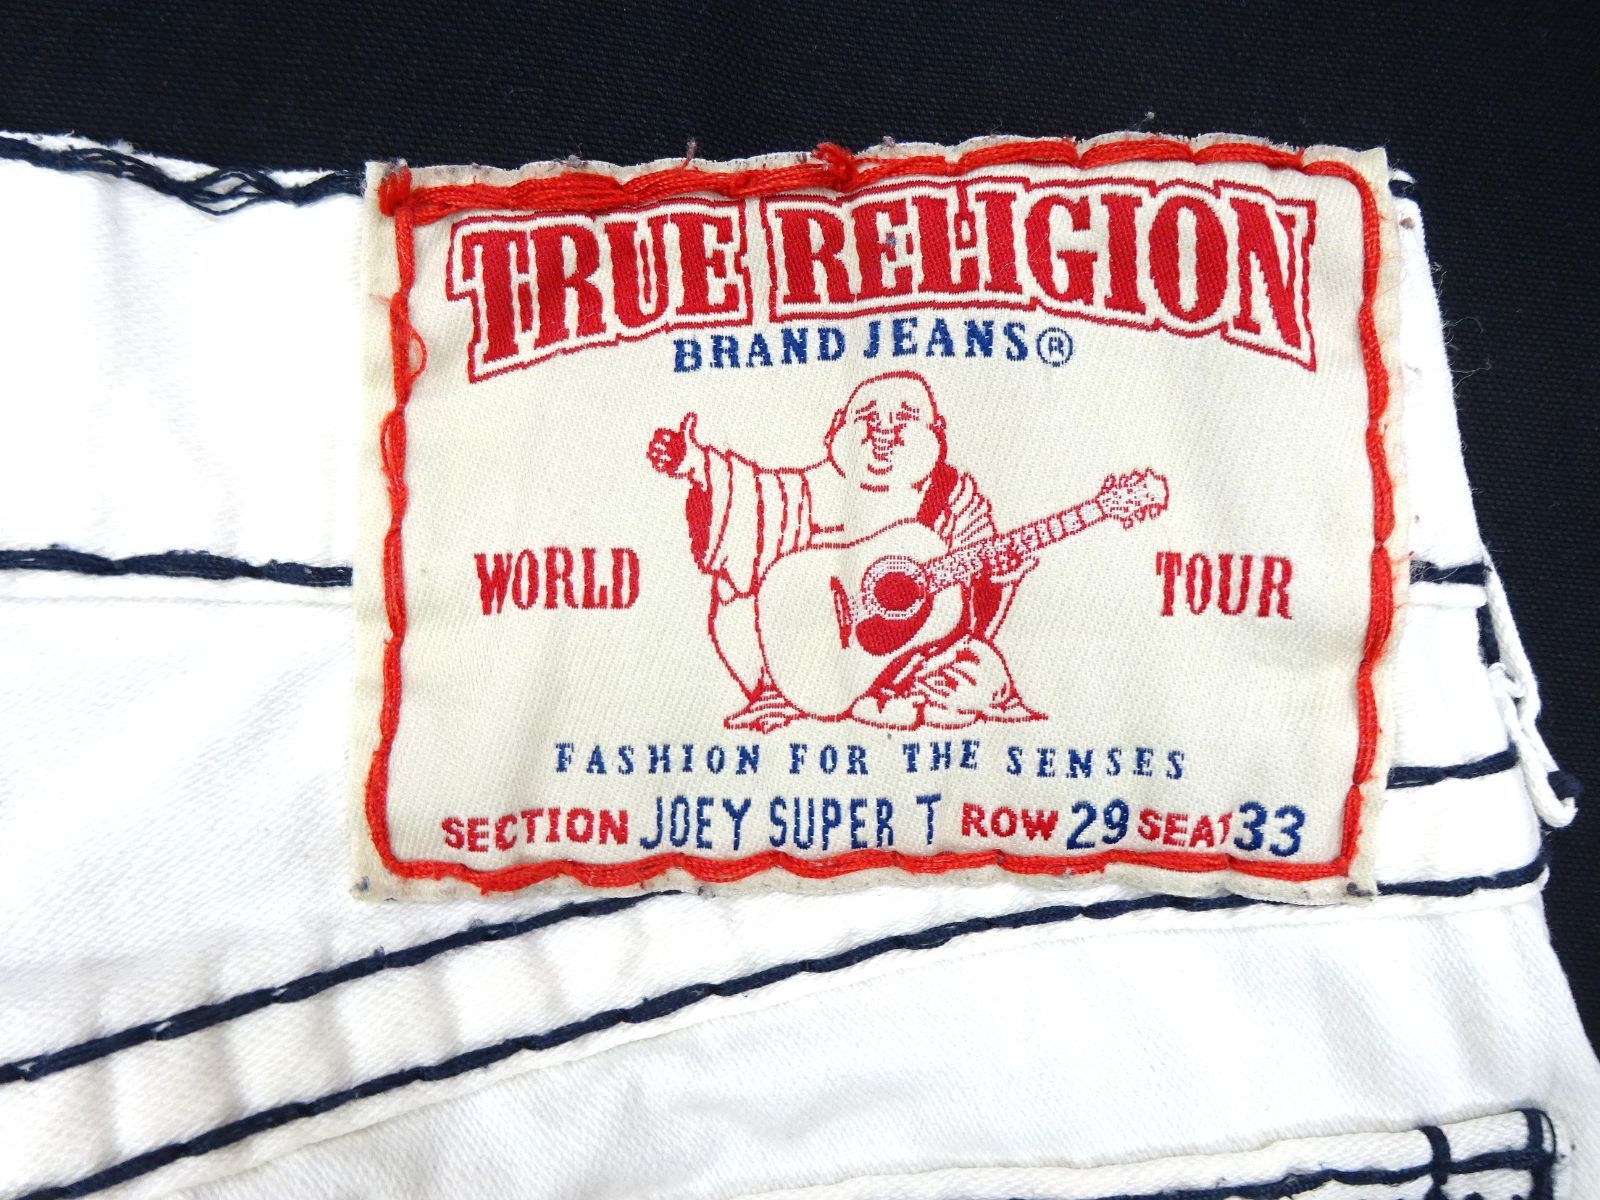 TRUE RELIGION
BRAND JEANS®
WORLD TOUR
FASHION FOR THE SENSES
SECTION JOEY SUPER T ROW 29 SEAT 33